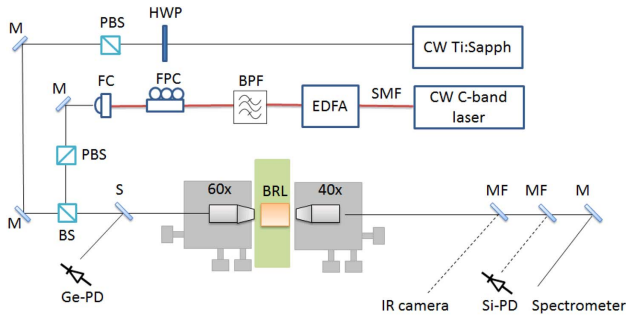 HWP
PBS
M
CW Ti:Sapph
FC
FPC
BPF
M
EDFA
SMF
CW C-band
laser
PBS
60x
BRL
40x
S
MF
MF
M
M
BS
Ge-PD
IR camera
Si-PD
Spectrometer